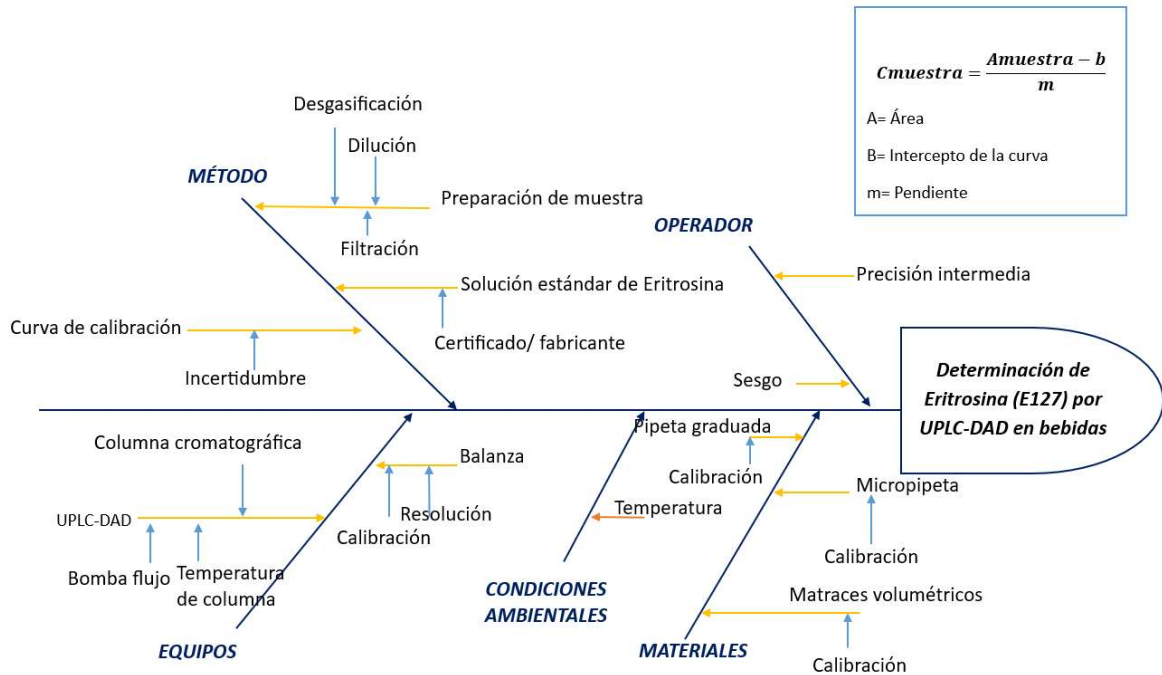 Cmuestra = (Amuestra − b) / m
A= Área
B= Intercepto de la curva
m= Pendiente
Desgasificación
Dilución
MÉTODO
Preparación de muestra
Filtración
OPERADOR
Precisión intermedia
Solución estándar de Eritrosina
Curva de calibración
Certificado/ fabricante
Incertidumbre
Sesgo
Determinación de
Eritrosina (E127) por
UPLC-DAD en bebidas
Columna cromatográfica
Balanza
Pipeta graduada
Calibración
Micropipeta
UPLC-DAD
Resolución
Calibración
Temperatura
Bomba flujo
Temperatura
de columna
Calibración
CONDICIONES
AMBIENTALES
Matraces volumétricos
EQUIPOS
MATERIALES
Calibración